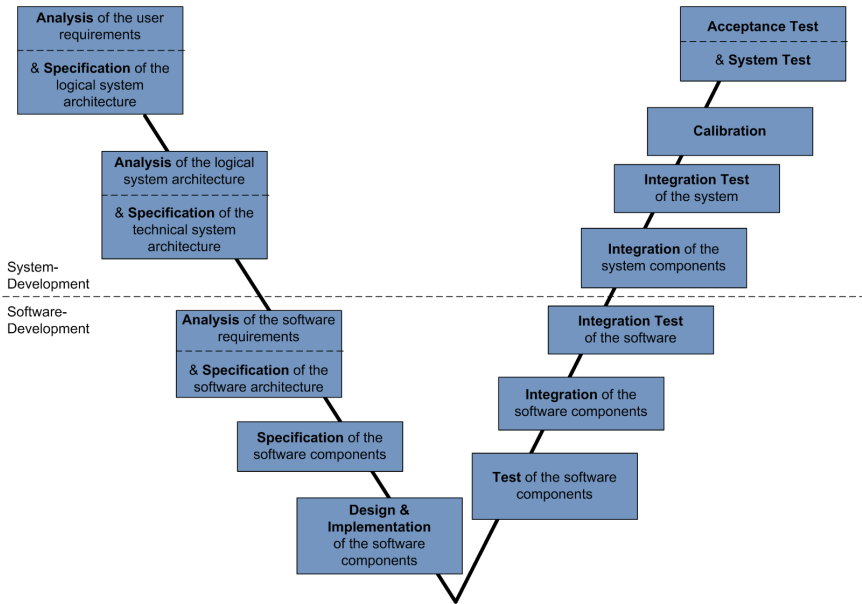 Analysis of the user
requirements
& Specification of the
logical system
architecture
Analysis of the logical
system architecture
& Specification of the
technical system
architecture
System-
Development
Software-
Development
Analysis of the software
requirements
& Specification of the
software architecture
Specification of the
software components
Design &
Implementation
of the software
components
Acceptance Test
& System Test
Calibration
Integration Test
of the system
Integration of the
system components
Integration Test
of the software
Integration of the
software components
Test of the software
components